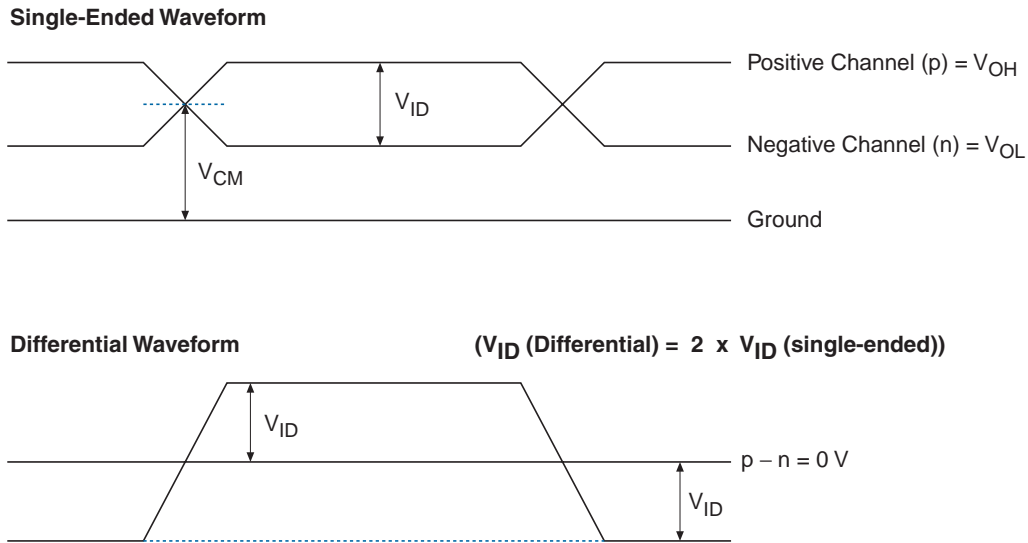 Single-Ended Waveform
Positive Channel (p) = VOH
VID
Negative Channel (n) = VOL
VCM
Ground
Differential Waveform
(VID (Differential) = 2 x VID (single-ended))
VID
p – n = 0 V
VID